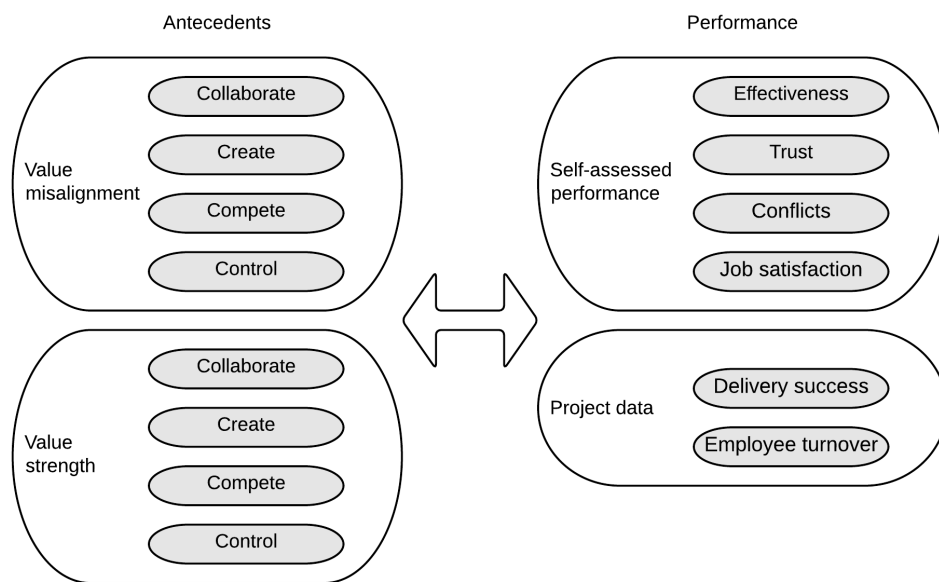 Antecedents
Performance
Value
misalignment
Collaborate
Create
Compete
Control
Value
strength
Collaborate
Create
Compete
Control
Self-assessed
performance
Effectiveness
Trust
Conflicts
Job satisfaction
Project data
Delivery success
Employee turnover